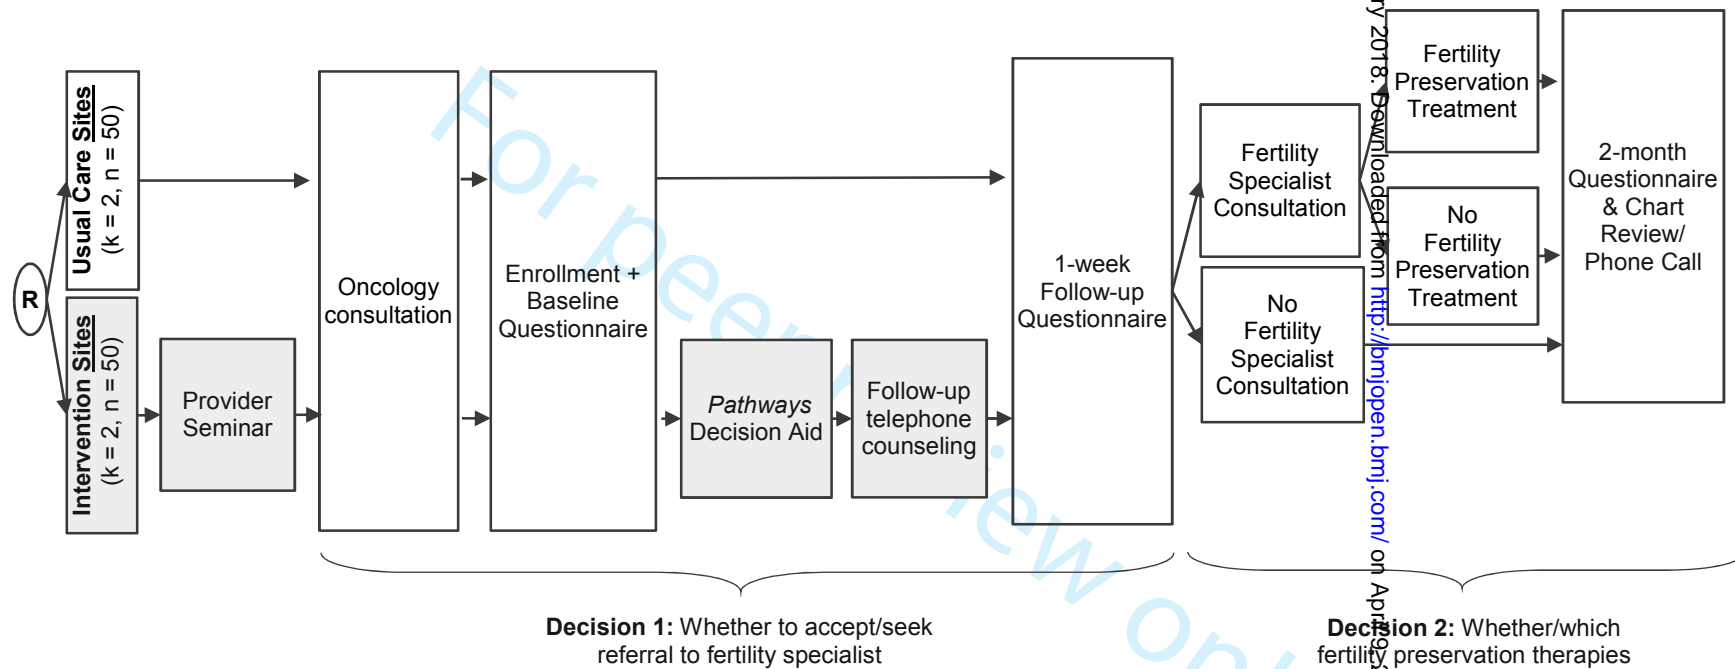 R
Usual Care Sites
(k = 2, n = 50)
Intervention Sites
(k = 2, n = 50)
Provider
Seminar
Oncology
consultation
Enrollment +
Baseline
Questionnaire
Pathways
Decision Aid
Follow-up
telephone
counseling
1-week
Follow-up
Questionnaire
Fertility
Specialist
Consultation
No
Fertility
Specialist
Consultation
Fertility
Preservation
Treatment
No
Fertility
Preservation
Treatment
2-month
Questionnaire
& Chart
Review/
Phone Call
Decision 1: Whether to accept/seek
referral to fertility specialist
Decision 2: Whether/which
fertility preservation therapies
For peer review only
2018. Downloaded from http://bmjopen.bmj.com/ on April 9,